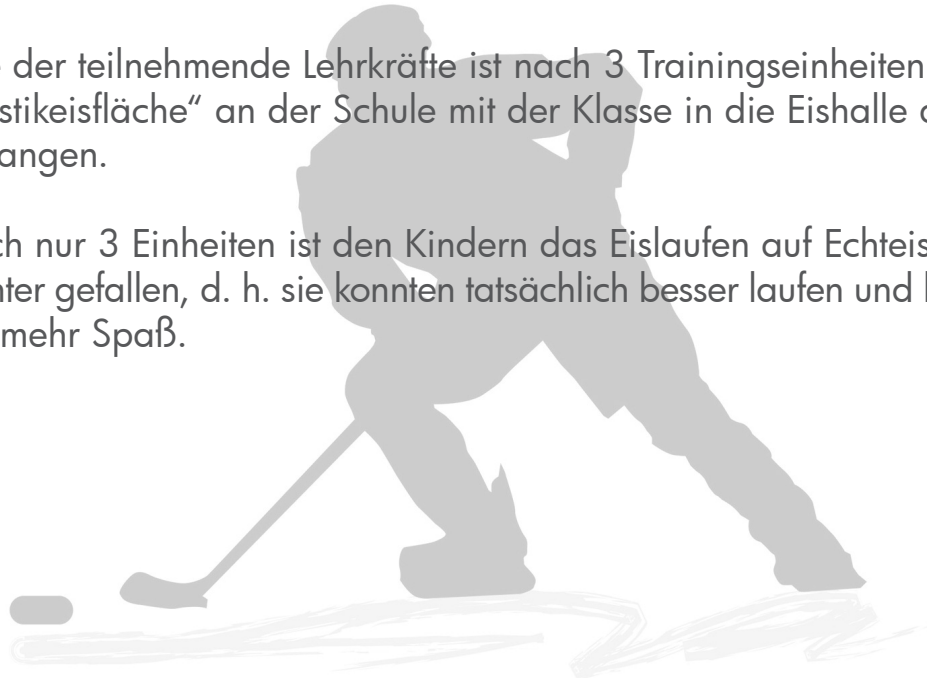 der teilnehmende Lehrkräfte ist nach 3 Trainingseinheiten
stikeisfläche“ an der Schule mit der Klasse in die Eishalle
angen.
ch nur 3 Einheiten ist den Kindern das Eislaufen auf Echteis
hter gefallen, d. h. sie konnten tatsächlich besser laufen und
mehr Spaß.